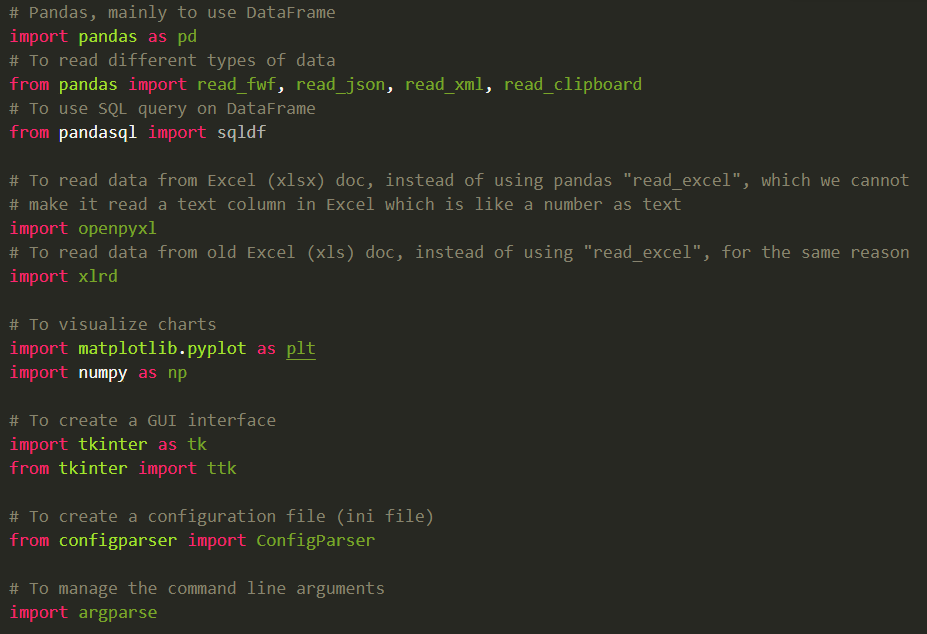 # Pandas, mainly to use DataFrame
import pandas as pd
# To read different types of data
from pandas import read_fwf, read_json, read_xml, read_clipboard
# To use SQL query on DataFrame
from pandasql import sqldf
# To read data from Excel (xlsx) doc, instead of using pandas "read_excel", which we cannot
# make it read a text column in Excel which is like a number as text
import openpyxl
# To read data from old Excel (xls) doc, instead of using "read_excel", for the same reason
import xlrd
# To visualize charts
import matplotlib.pyplot as plt
import numpy as np
# To create a GUI interface
import tkinter as tk
from tkinter import ttk
# To create a configuration file (ini file)
from configparser import ConfigParser
# To manage the command line arguments
import argparse